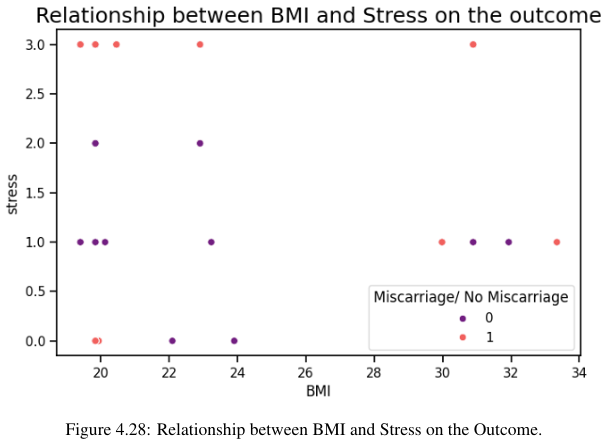 Relationship between BMI and Stress on the outcome
3.0
2.5
2.0
stress
1.5
1.0
0.5
0.0
Miscarriage/ No Miscarriage
0
1
20 22 24 26 28 30 32 34
BMI
Figure 4.28: Relationship between BMI and Stress on the Outcome.